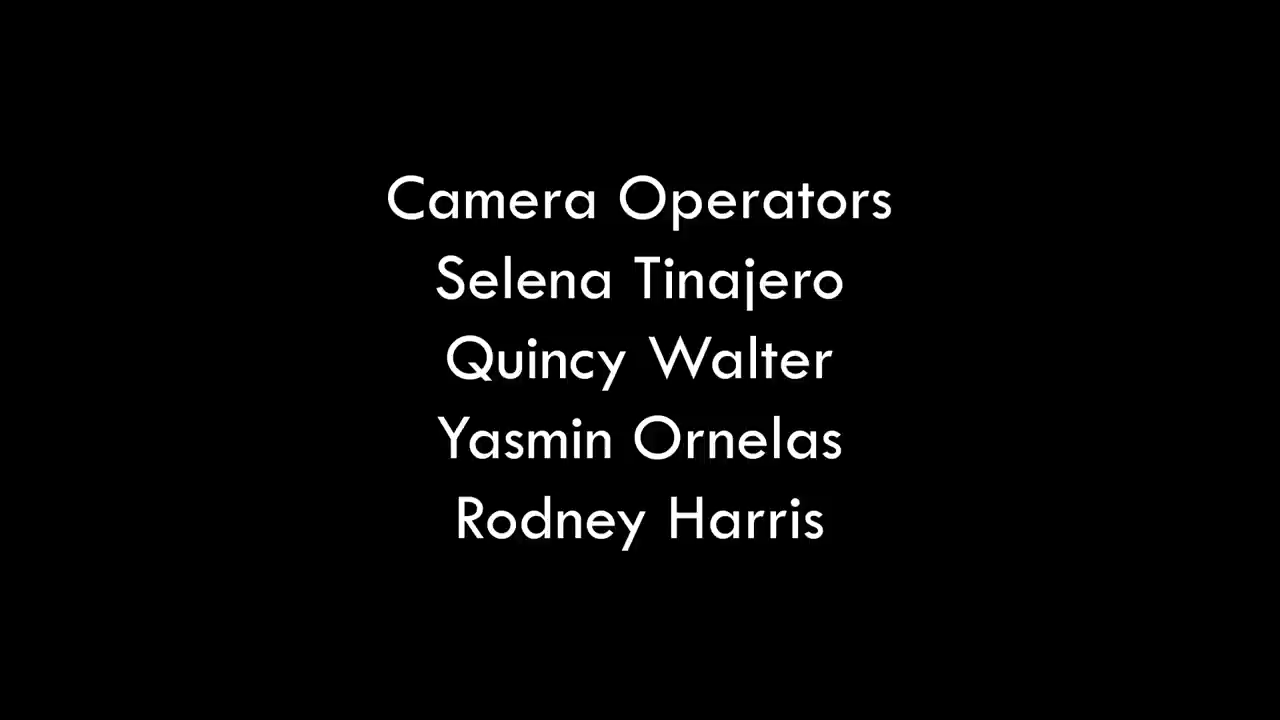 Camera Operators
Selena Tinajero
Quincy Walter
Yasmin Ornelas
Rodney Harris